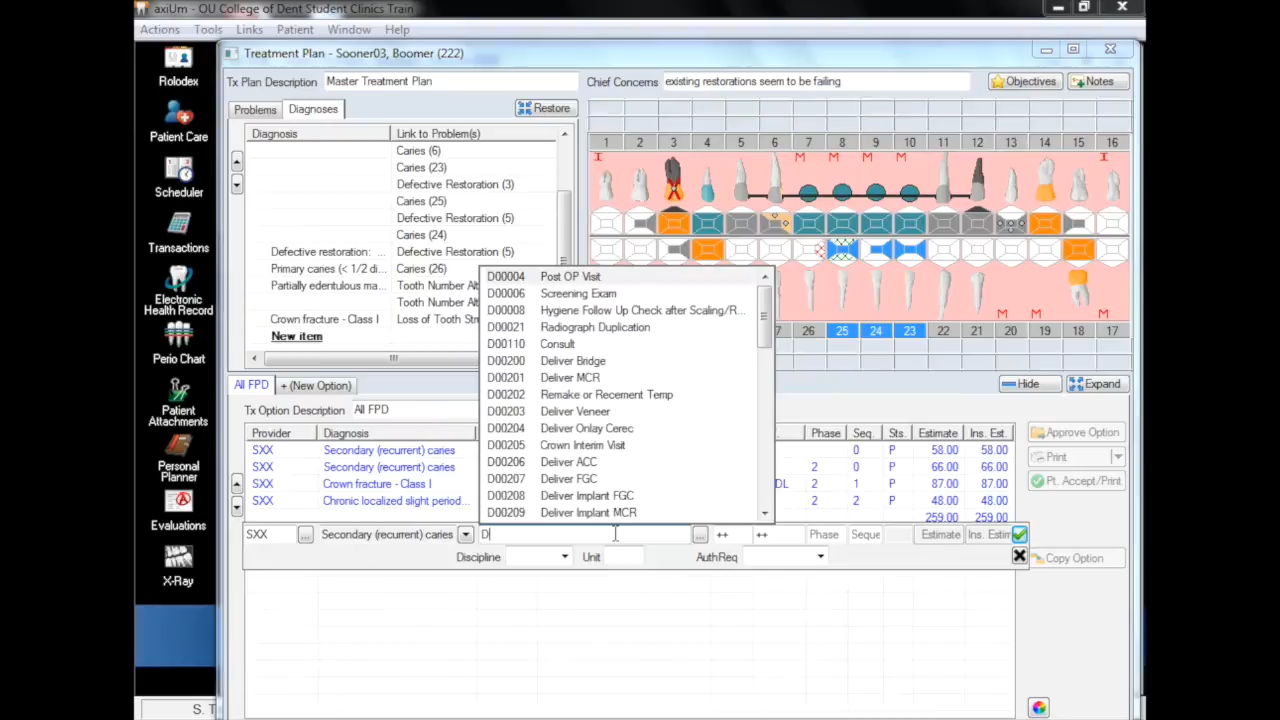 axiUm - OU College of Dent Student Clinics Train
Actions Tools Links Patient Window Help
Rolodex
Patient Care
Scheduler
Transactions
Electronic
Health Record
Perio Chart
Patient
Attachments
Personal
Planner
Evaluations
X-Ray
S. T
Treatment Plan - Sooner03, Boomer (222)
Tx Plan Description Master Treatment Plan Chief Concerns existing restorations seem to be failing Objectives Notes
Problems Diagnoses Restore
Diagnosis Link to Problem(s)
Caries (6)
Caries (23)
Defective Restoration (3)
Caries (25)
Defective Restoration (5)
Caries (24)
Defective restoration: Defective Restoration (5)
Primary caries (< 1/2 di... Caries (26)
Partially edentulous ma... Tooth Number Alt
Tooth Number Alt
Crown fracture - Class I Loss of Tooth Str
New item
1 2 3 4 5 6 7 8 9 10 11 12 13 14 15 16
I M M M M I
M M M
26 25 24 23 22 21 20 19 18 17
D00004 Post OP Visit
D00006 Screening Exam
D00008 Hygiene Follow Up Check after Scaling/R...
D00021 Radiograph Duplication
D00110 Consult
D00200 Deliver Bridge
D00201 Deliver MCR
D00202 Remake or Recement Temp
D00203 Deliver Veneer
D00204 Deliver Onlay Cerec
D00205 Crown Interim Visit
D00206 Deliver ACC
D00207 Deliver FGC
D00208 Deliver Implant FGC
D00209 Deliver Implant MCR
All FPD + (New Option) Hide Expand
Tx Option Description All FPD
Provider Diagnosis Phase Seq. Sts. Estimate Ins. Est.
SXX Secondary (recurrent) caries 0 P 58.00 58.00
SXX Secondary (recurrent) caries 2 0 P 66.00 66.00
SXX Crown fracture - Class I DL 2 1 P 87.00 87.00
SXX Chronic localized slight period... 2 2 P 48.00 48.00
259.00 259.00
SXX ... Secondary (recurrent) caries D ... ++ ++ Phase Seque Estimate Ins. Estim
Discipline Unit AuthReq
Approve Option
Print
Pt. Accept/Print
Copy Option